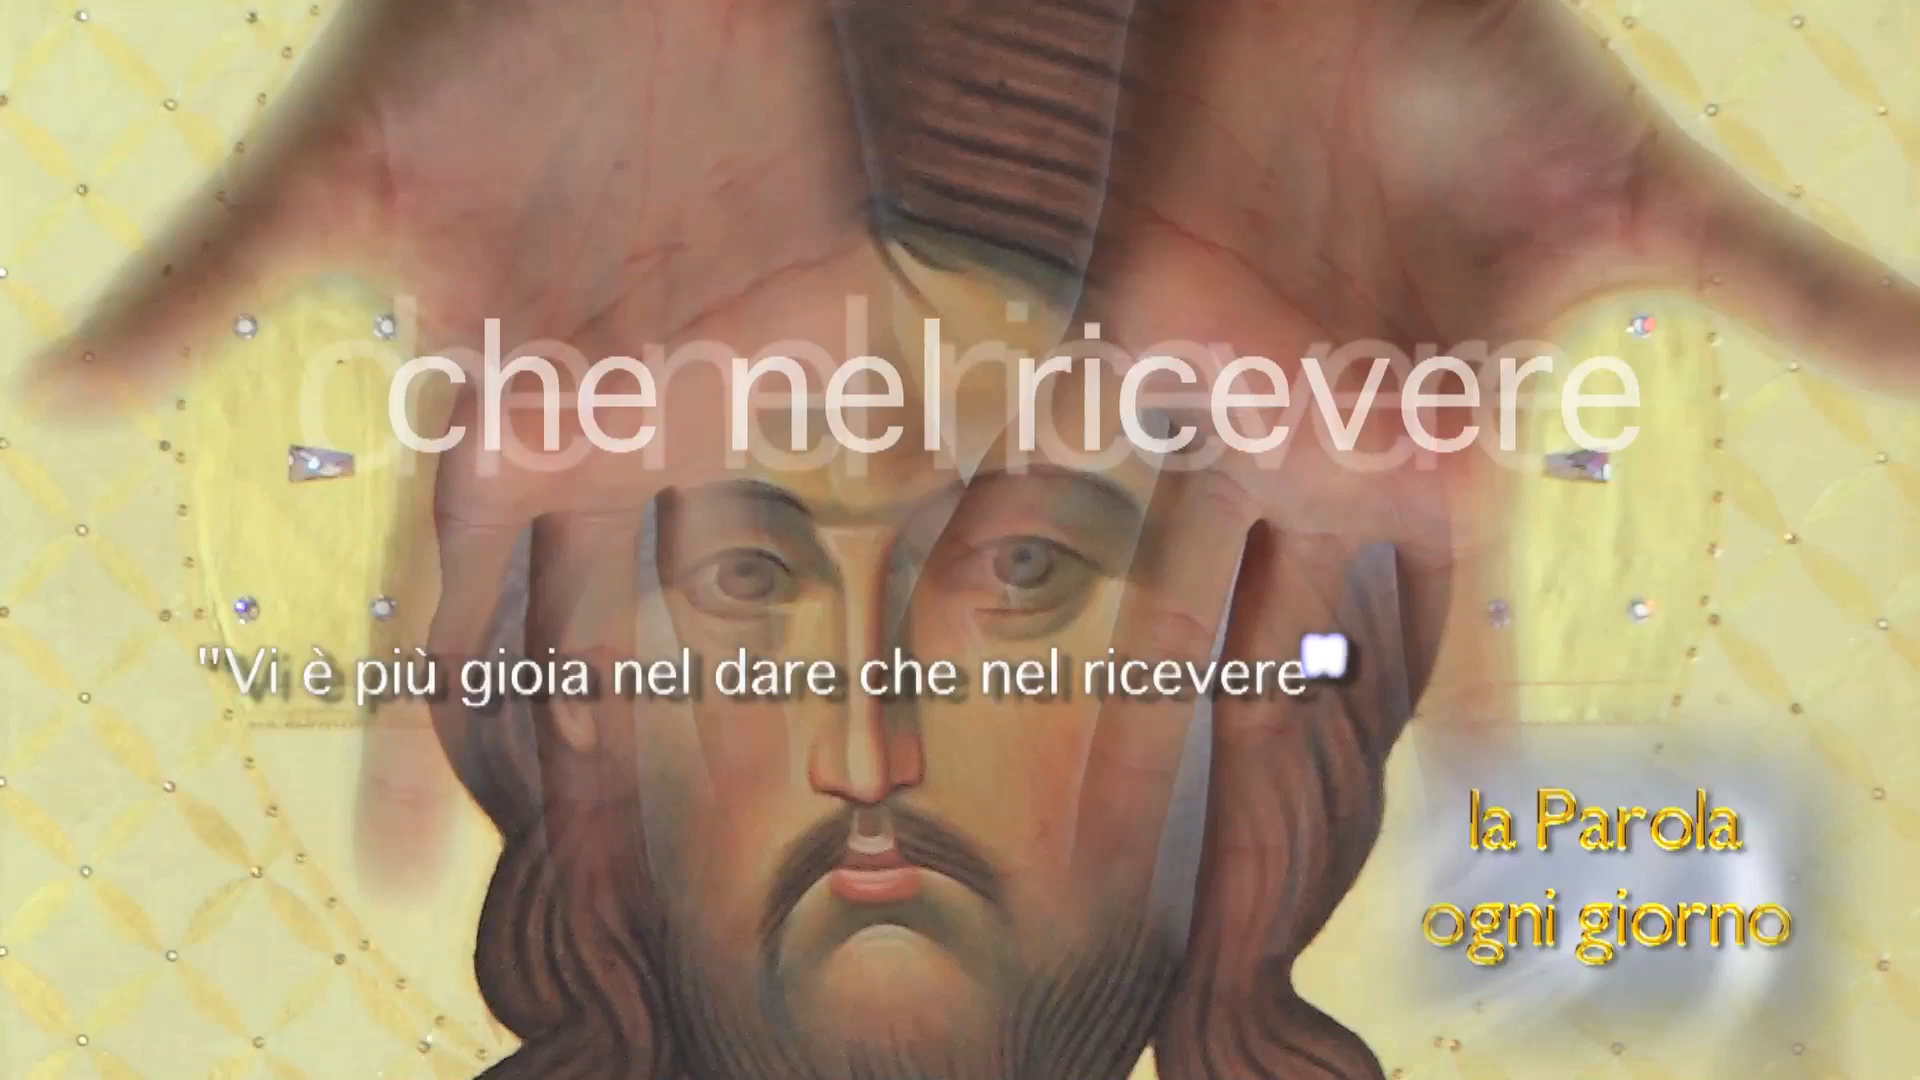 che nel ricevere
"Vi è più gioia nel dare che nel ricevere
la Parola
ogni giorno